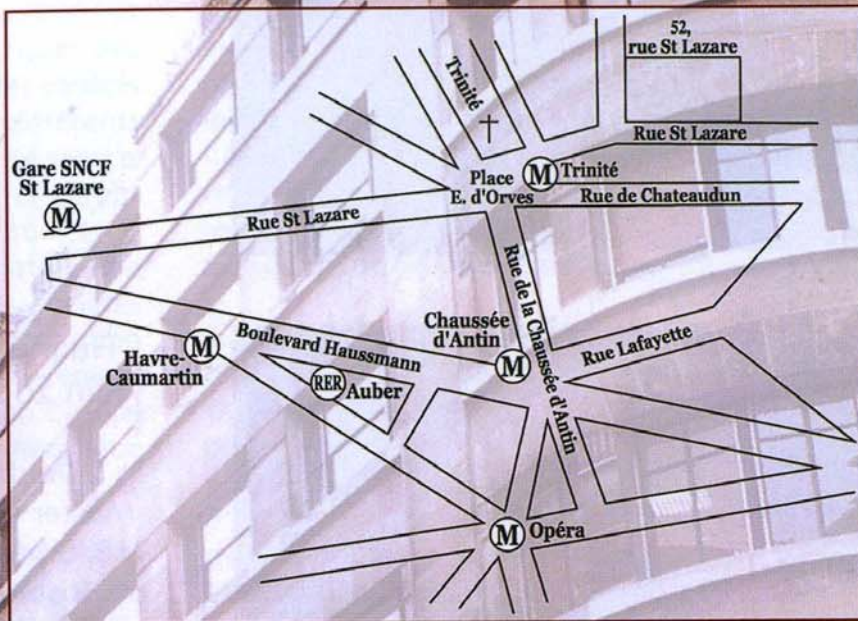 52,
rue St Lazare
Trinité
Rue St Lazare
Gare SNCF
St Lazare
M
M
Trinité
Place
E. d'Orves
Rue de Chateaudun
Rue St Lazare
Rue de la Chaussée d'Antin
Chaussée
d'Antin
M
Boulevard Haussmann
Rue Lafayette
M
Havre-
Caumartin
RER
Auber
M
Opéra